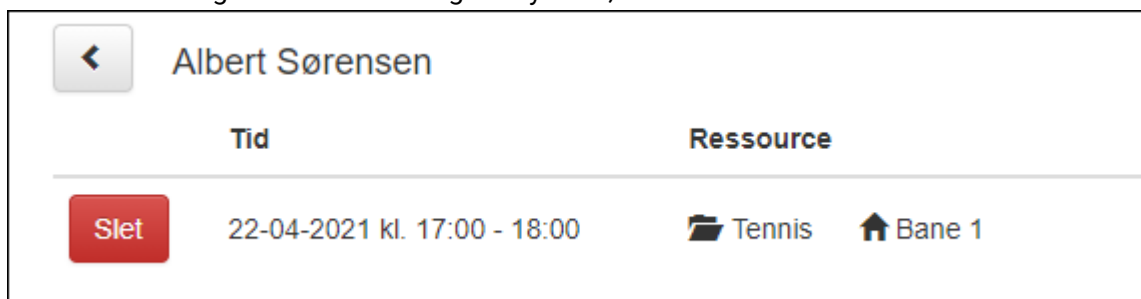 Albert Sørensen
Tid Ressource
Slet 22-04-2021 kl. 17:00 - 18:00 Tennis Bane 1